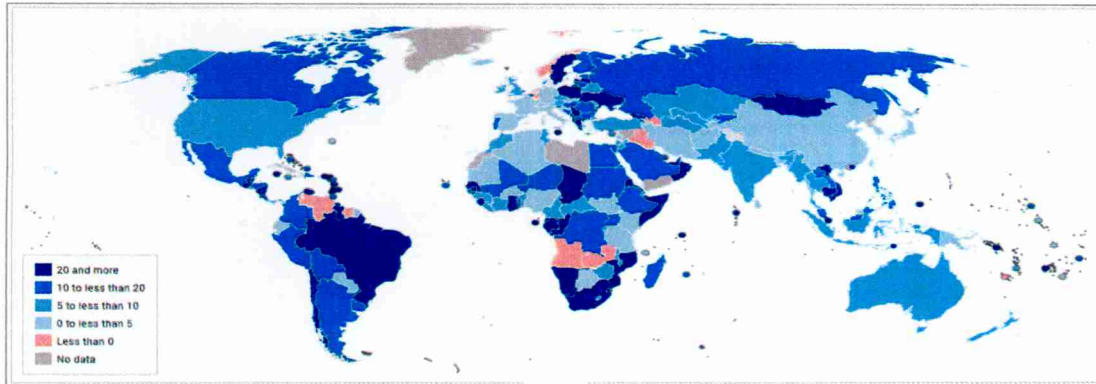 20 and more
10 to less than 20
5 to less than 10
0 to less than 5
Less than 0
No data